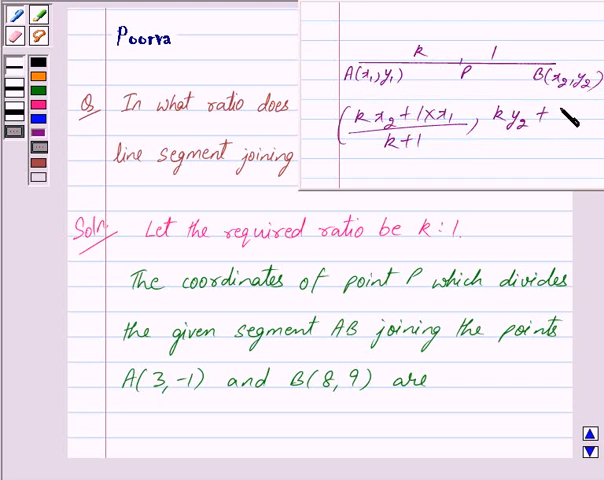 Poorva
k 1
A(x₁,y₁) P B(x₂,y₂)
( (k x₂ + 1 × x₁)/(k+1) , k y₂ +
Q In what ratio does
line segment joining
Soln. Let the required ratio be k : 1.
The coordinates of point P which divides
the given segment AB joining the points
A(3, -1) and B(8, 9) are